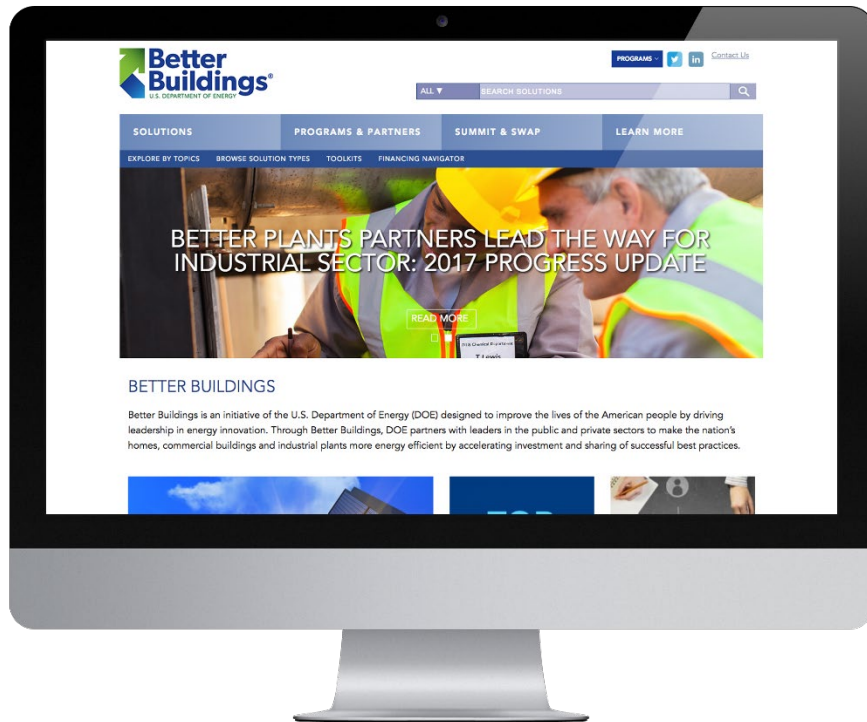 Better
Buildings®
U.S. DEPARTMENT OF ENERGY
PROGRAMS
in
Contact Us
ALL ▼
SEARCH SOLUTIONS
SOLUTIONS
PROGRAMS & PARTNERS
SUMMIT & SWAP
LEARN MORE
EXPLORE BY TOPICS
BROWSE SOLUTION TYPES
TOOLKITS
FINANCING NAVIGATOR
BETTER PLANTS PARTNERS LEAD THE WAY FOR
INDUSTRIAL SECTOR: 2017 PROGRESS UPDATE
READ MORE
T. Lewis
BETTER BUILDINGS
Better Buildings is an initiative of the U.S. Department of Energy (DOE) designed to improve the lives of the American people by driving
leadership in energy innovation. Through Better Buildings, DOE partners with leaders in the public and private sectors to make the nation's
homes, commercial buildings and industrial plants more energy efficient by accelerating investment and sharing of successful best practices.